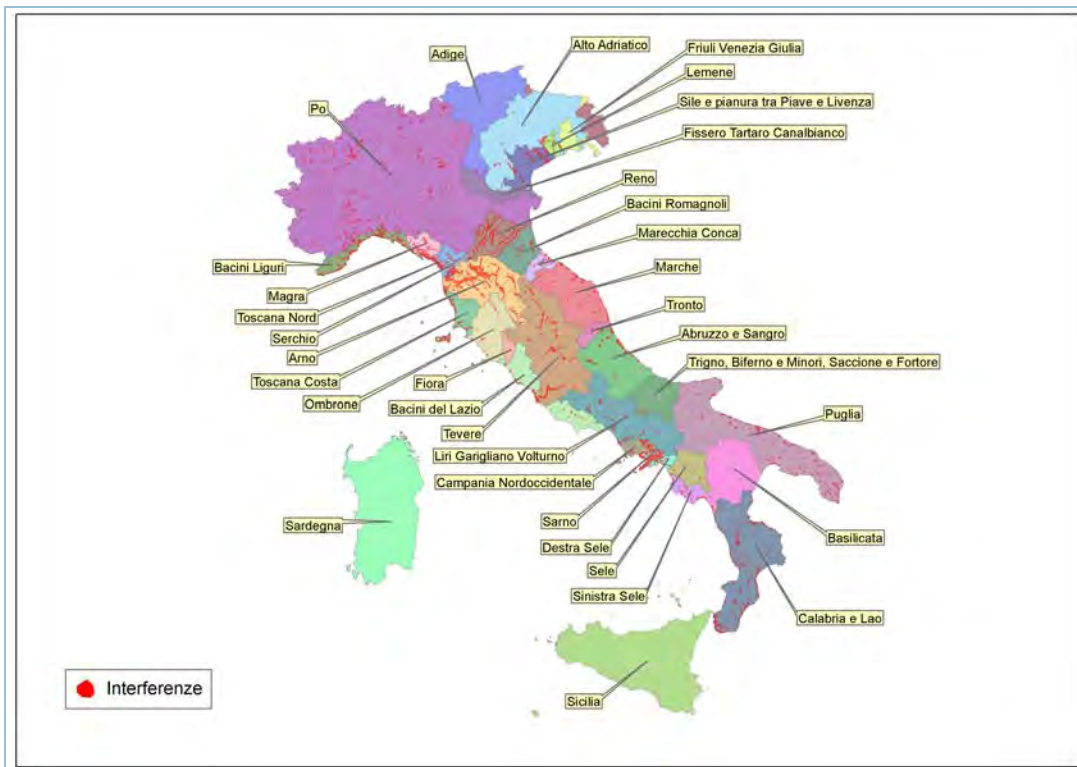 Adige
Alto Adriatico
Friuli Venezia Giulia
Lemene
Sile e pianura tra Piave e Livenza
Po
Fissero Tartaro Canalbianco
Reno
Bacini Romagnoli
Marecchia Conca
Bacini Liguri
Marche
Magra
Tronto
Toscana Nord
Abruzzo e Sangro
Serchio
Arno
Trigno, Biferno e Minori, Saccione e Fortore
Toscana Costa
Fiora
Ombrone
Bacini del Lazio
Puglia
Tevere
Liri Garigliano Volturno
Campania Nordoccidentale
Sardegna
Sarno
Basilicata
Destra Sele
Sele
Sinistra Sele
Calabria e Lao
Interferenze
Sicilia